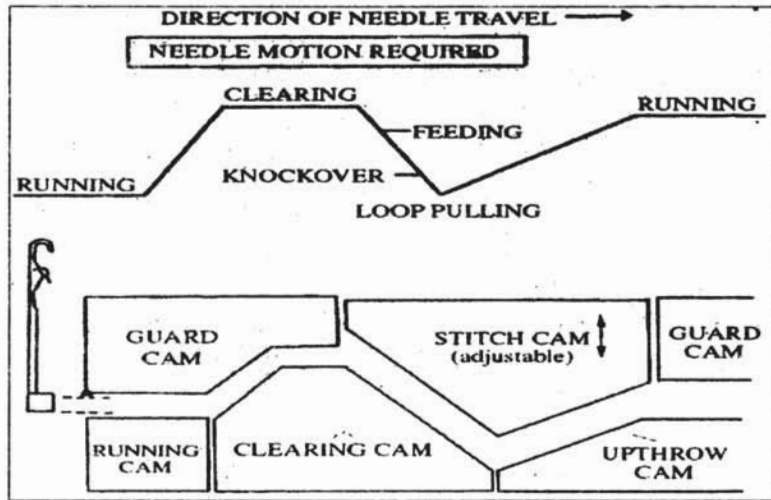 DIRECTION OF NEEDLE TRAVEL
NEEDLE MOTION REQUIRED
CLEARING
RUNNING
FEEDING
RUNNING
KNOCKOVER
LOOP PULLING
GUARD
CAM
STITCH CAM
(adjustable)
GUARD
CAM
RUNNING
CAM
CLEARING CAM
UPTHROW
CAM